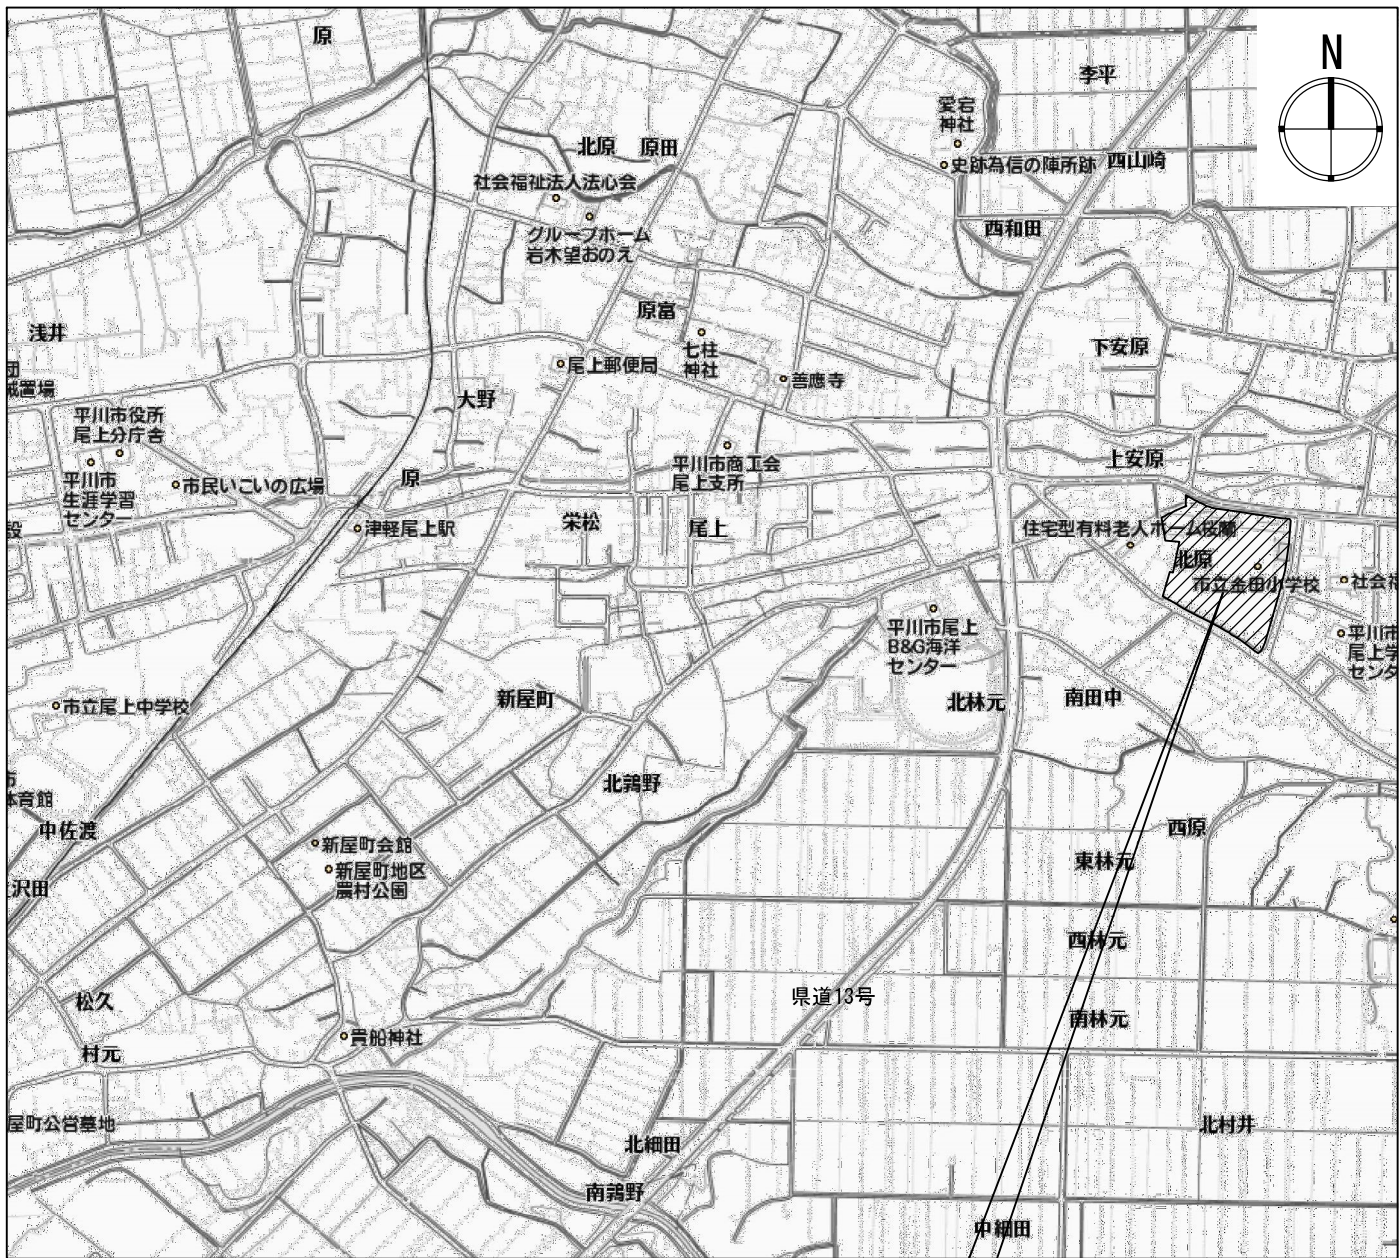 原
N
李平
愛宕
神社
北原
原田
史跡為信の陣所跡
西山崎
社会福祉法人法心会
グループホーム
岩木望おのえ
西和田
原富
浅井
七柱
神社
下安原
尾上郵便局
善應寺
大野
平川市役所
尾上分庁舎
平川市
生涯学習
センター
市民いこいの広場
原
平川市商工会
尾上支所
上安原
津軽尾上駅
栄松
尾上
住宅型有料老人ホーム桜蘭
北原
市立金田小学校
社会福
平川市
尾上学
センタ
平川市尾上
B&G海洋
センター
市立尾上中学校
新屋町
北林元
南田中
北鶉野
体育館
中佐渡
西原
新屋町会館
東林元
新屋町地区
農村公園
沢田
西林元
松久
県道13号
南林元
貴船神社
村元
屋町公営墓地
北村井
北細田
南鶉野
中細田